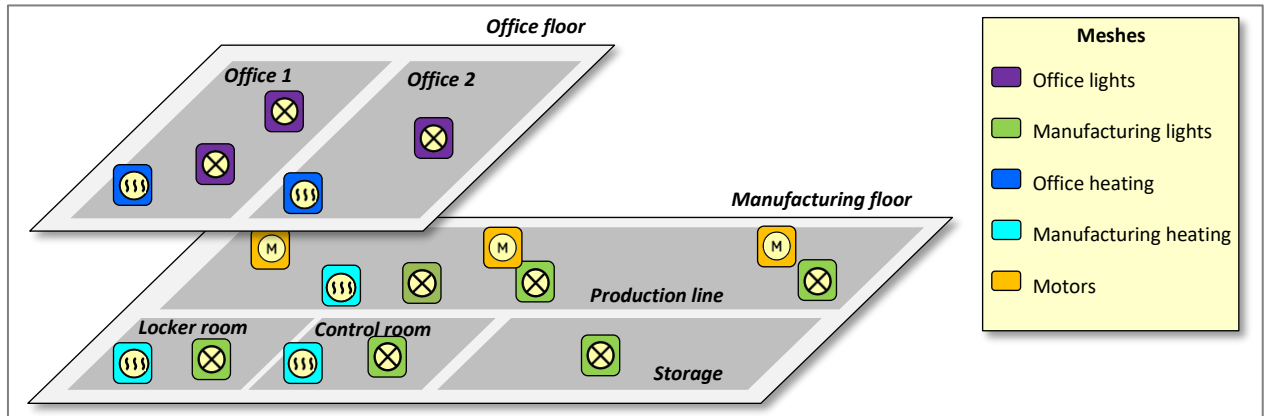 Office floor
Office 1
Office 2
Manufacturing floor
M
M
M
Production line
Locker room
Control room
Storage
Meshes
Office lights
Manufacturing lights
Office heating
Manufacturing heating
Motors